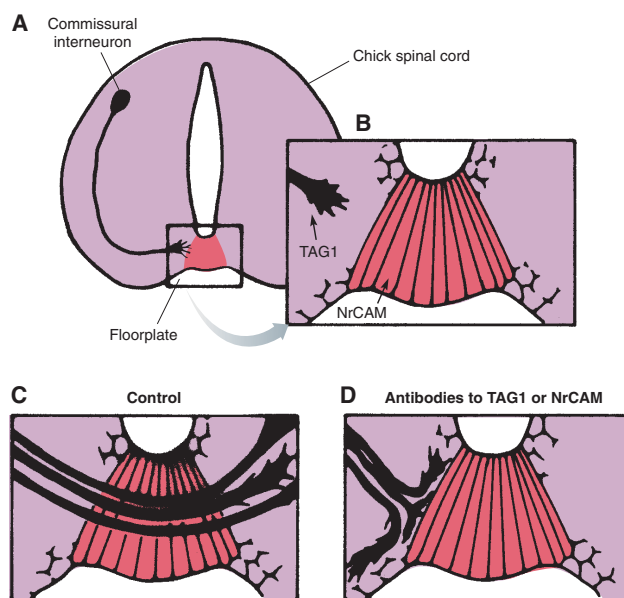 A
Commissural
interneuron
Chick spinal cord
B
TAG1
NrCAM
Floorplate
C
Control
D
Antibodies to TAG1 or NrCAM